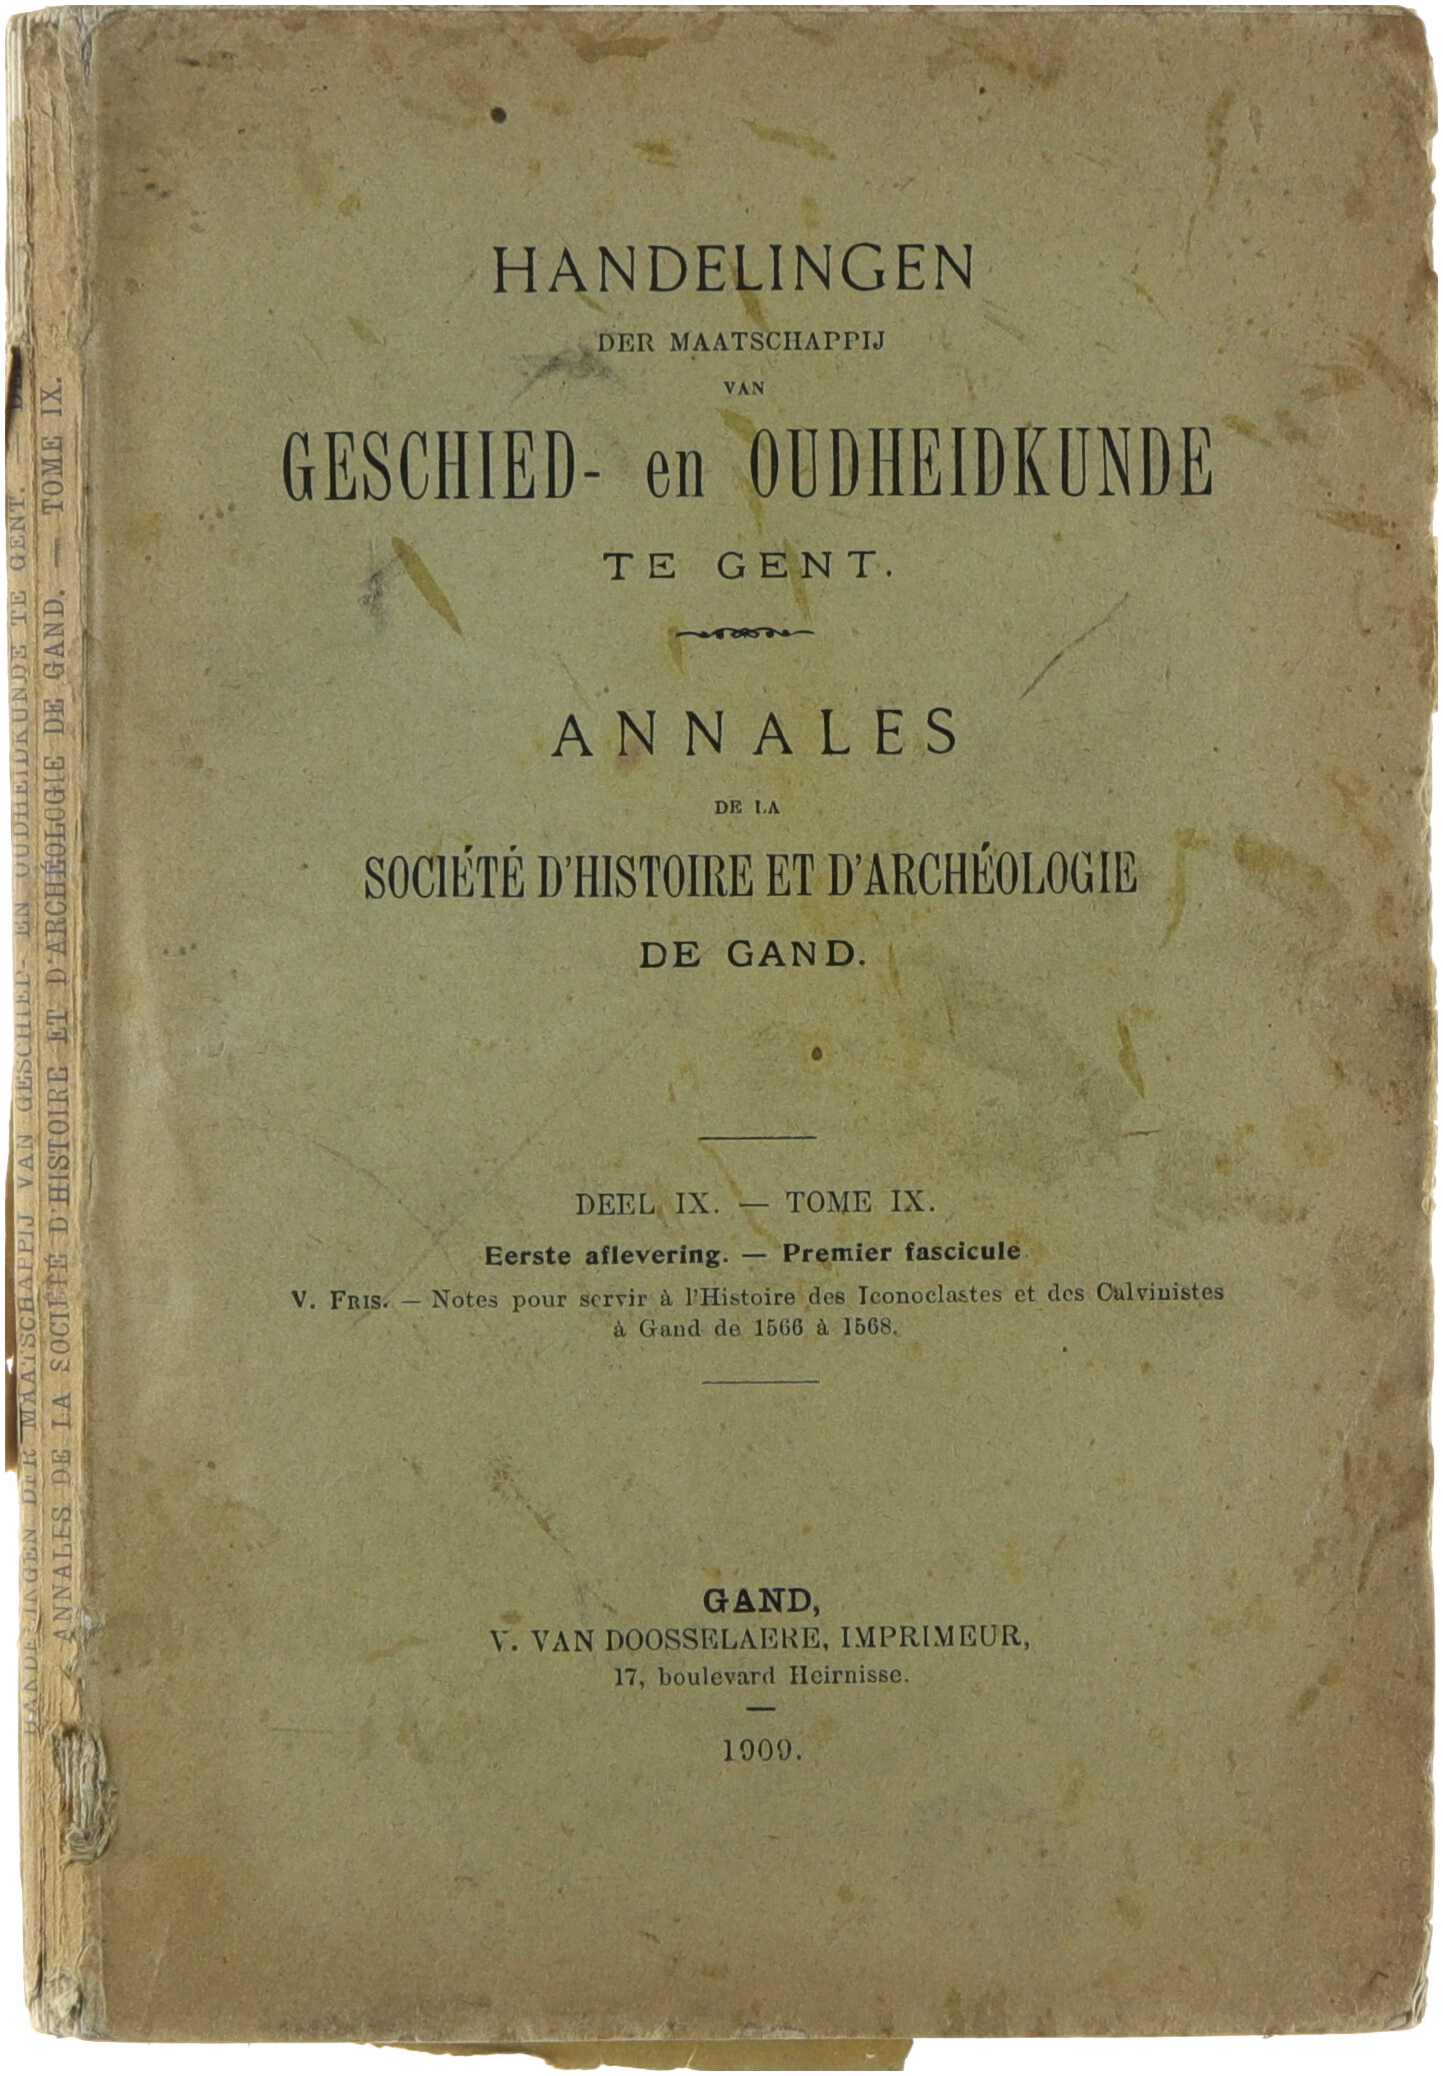 HANDELINGEN
DER MAATSCHAPPIJ
VAN
GESCHIED- en OUDHEIDKUNDE
TE GENT.
ANNALES
DE LA
SOCIÉTÉ D'HISTOIRE ET D'ARCHÉOLOGIE
DE GAND.
DEEL IX. — TOME IX.
Eerste aflevering. — Premier fascicule
V. FRIS. — Notes pour servir à l'Histoire des Iconoclastes et des Calvinistes
à Gand de 1566 à 1568.
GAND,
V. VAN DOOSSELAERE, IMPRIMEUR,
17, boulevard Heirnisse.
1909.
HANDELINGEN DER MAATSCHAPPIJ VAN GESCHIED- EN OUDHEIDKUNDE TE GENT. —
ANNALES DE LA SOCIÉTÉ D'HISTOIRE ET D'ARCHÉOLOGIE DE GAND. — TOME IX.